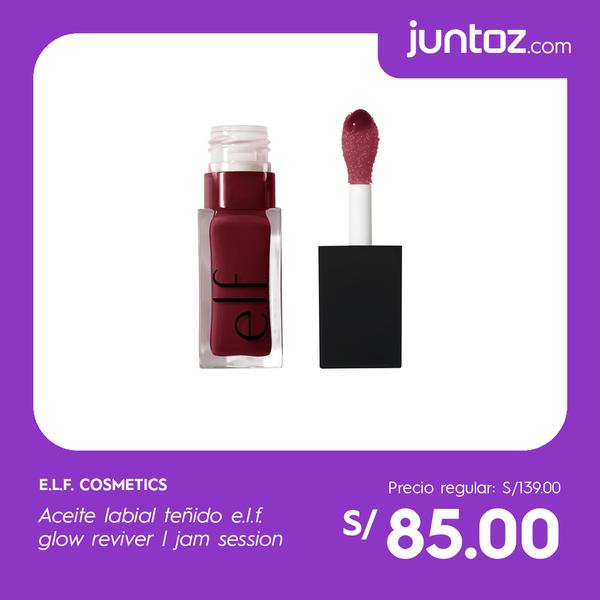 juntoz.com
e.l.f.
E.L.F. COSMETICS
Aceite labial teñido e.l.f.
glow reviver | jam session
Precio regular: S/139.00
S/ 85.00